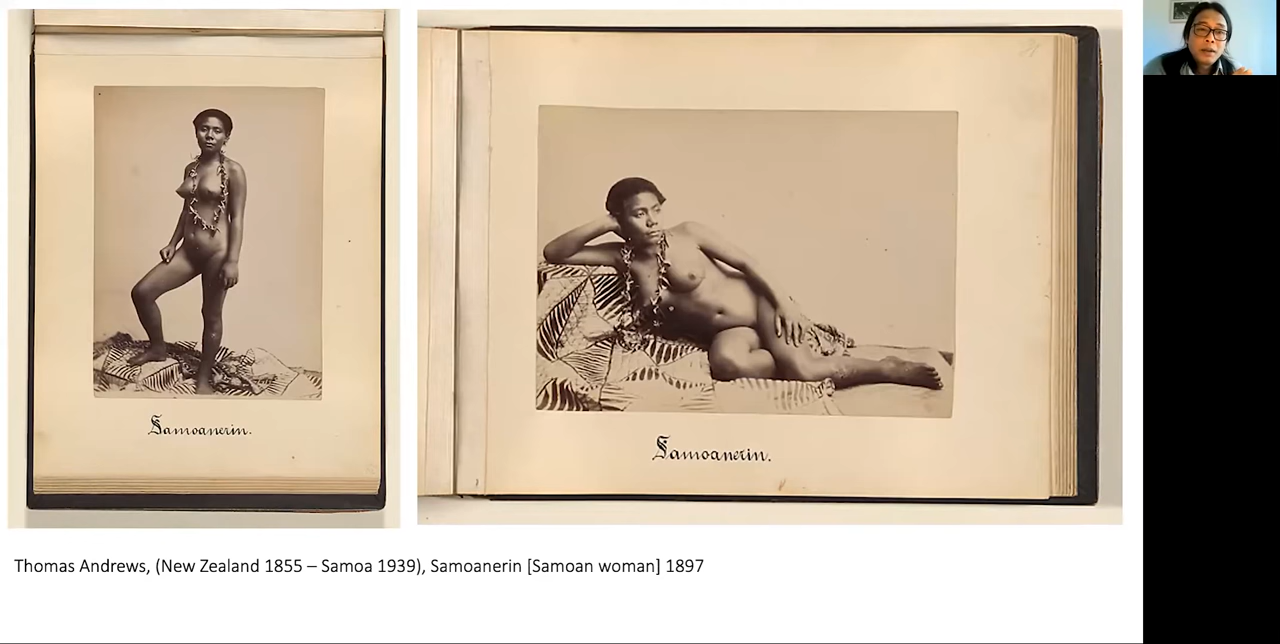 Samoanerin.
Samoanerin.
Thomas Andrews, (New Zealand 1855 – Samoa 1939), Samoanerin [Samoan woman] 1897